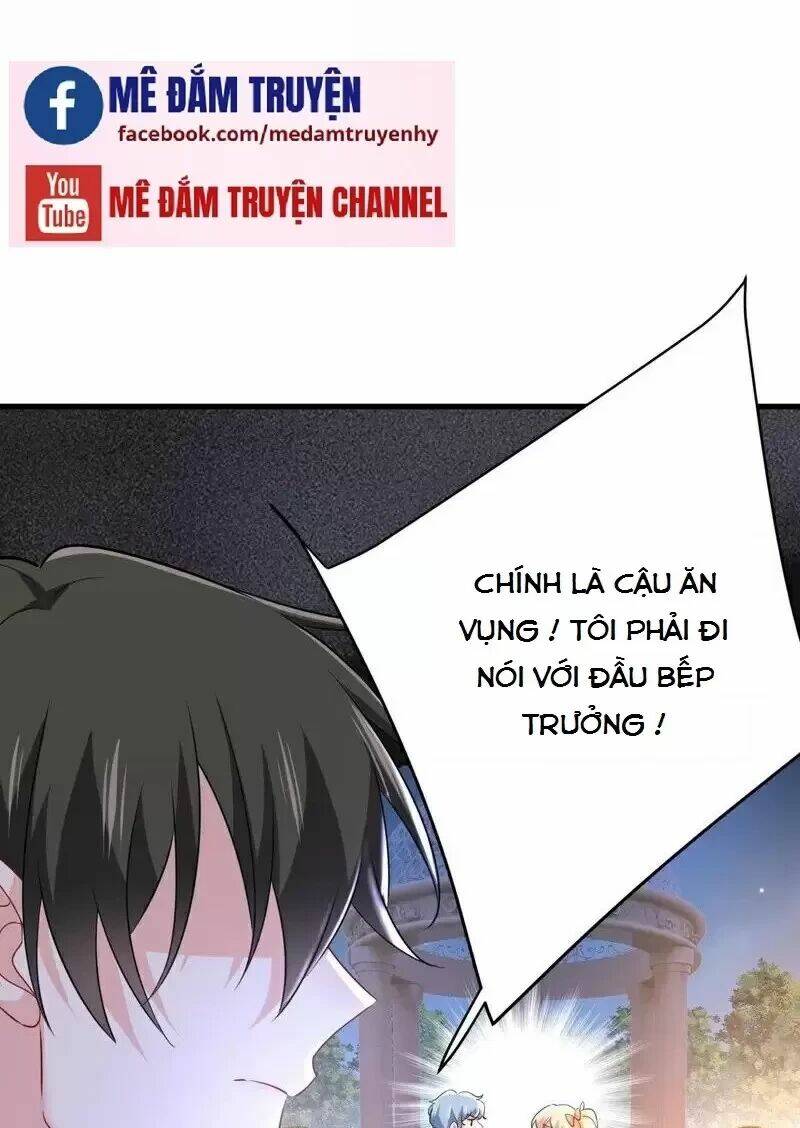 MÊ ĐẮM TRUYỆN
facebook.com/medamtruyenhy
You
Tube
MÊ ĐẮM TRUYỆN CHANNEL
CHÍNH LÀ CẬU ĂN
VỤNG ! TÔI PHẢI ĐI
NÓI VỚI ĐẦU BẾP
TRƯỞNG !